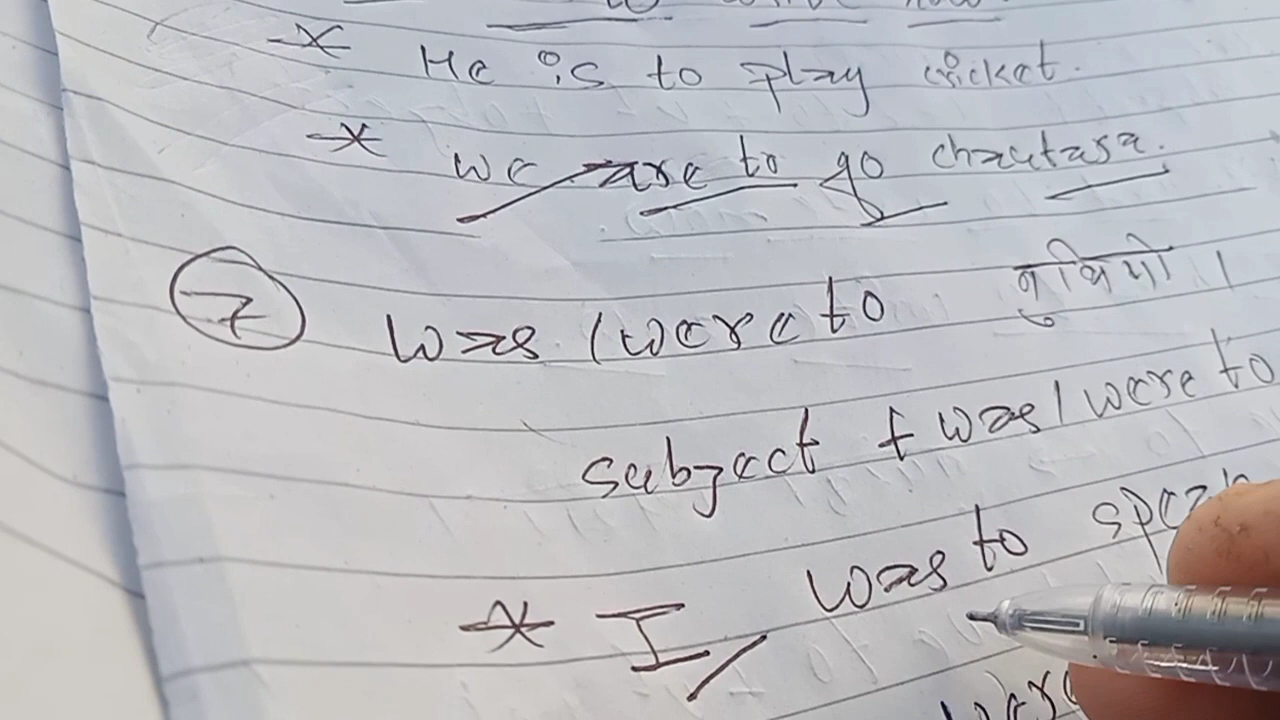 * He is to play cricket.
* we are to go chautara.
7 was / were to नु थियो ।
subject + was / were to
* I was to